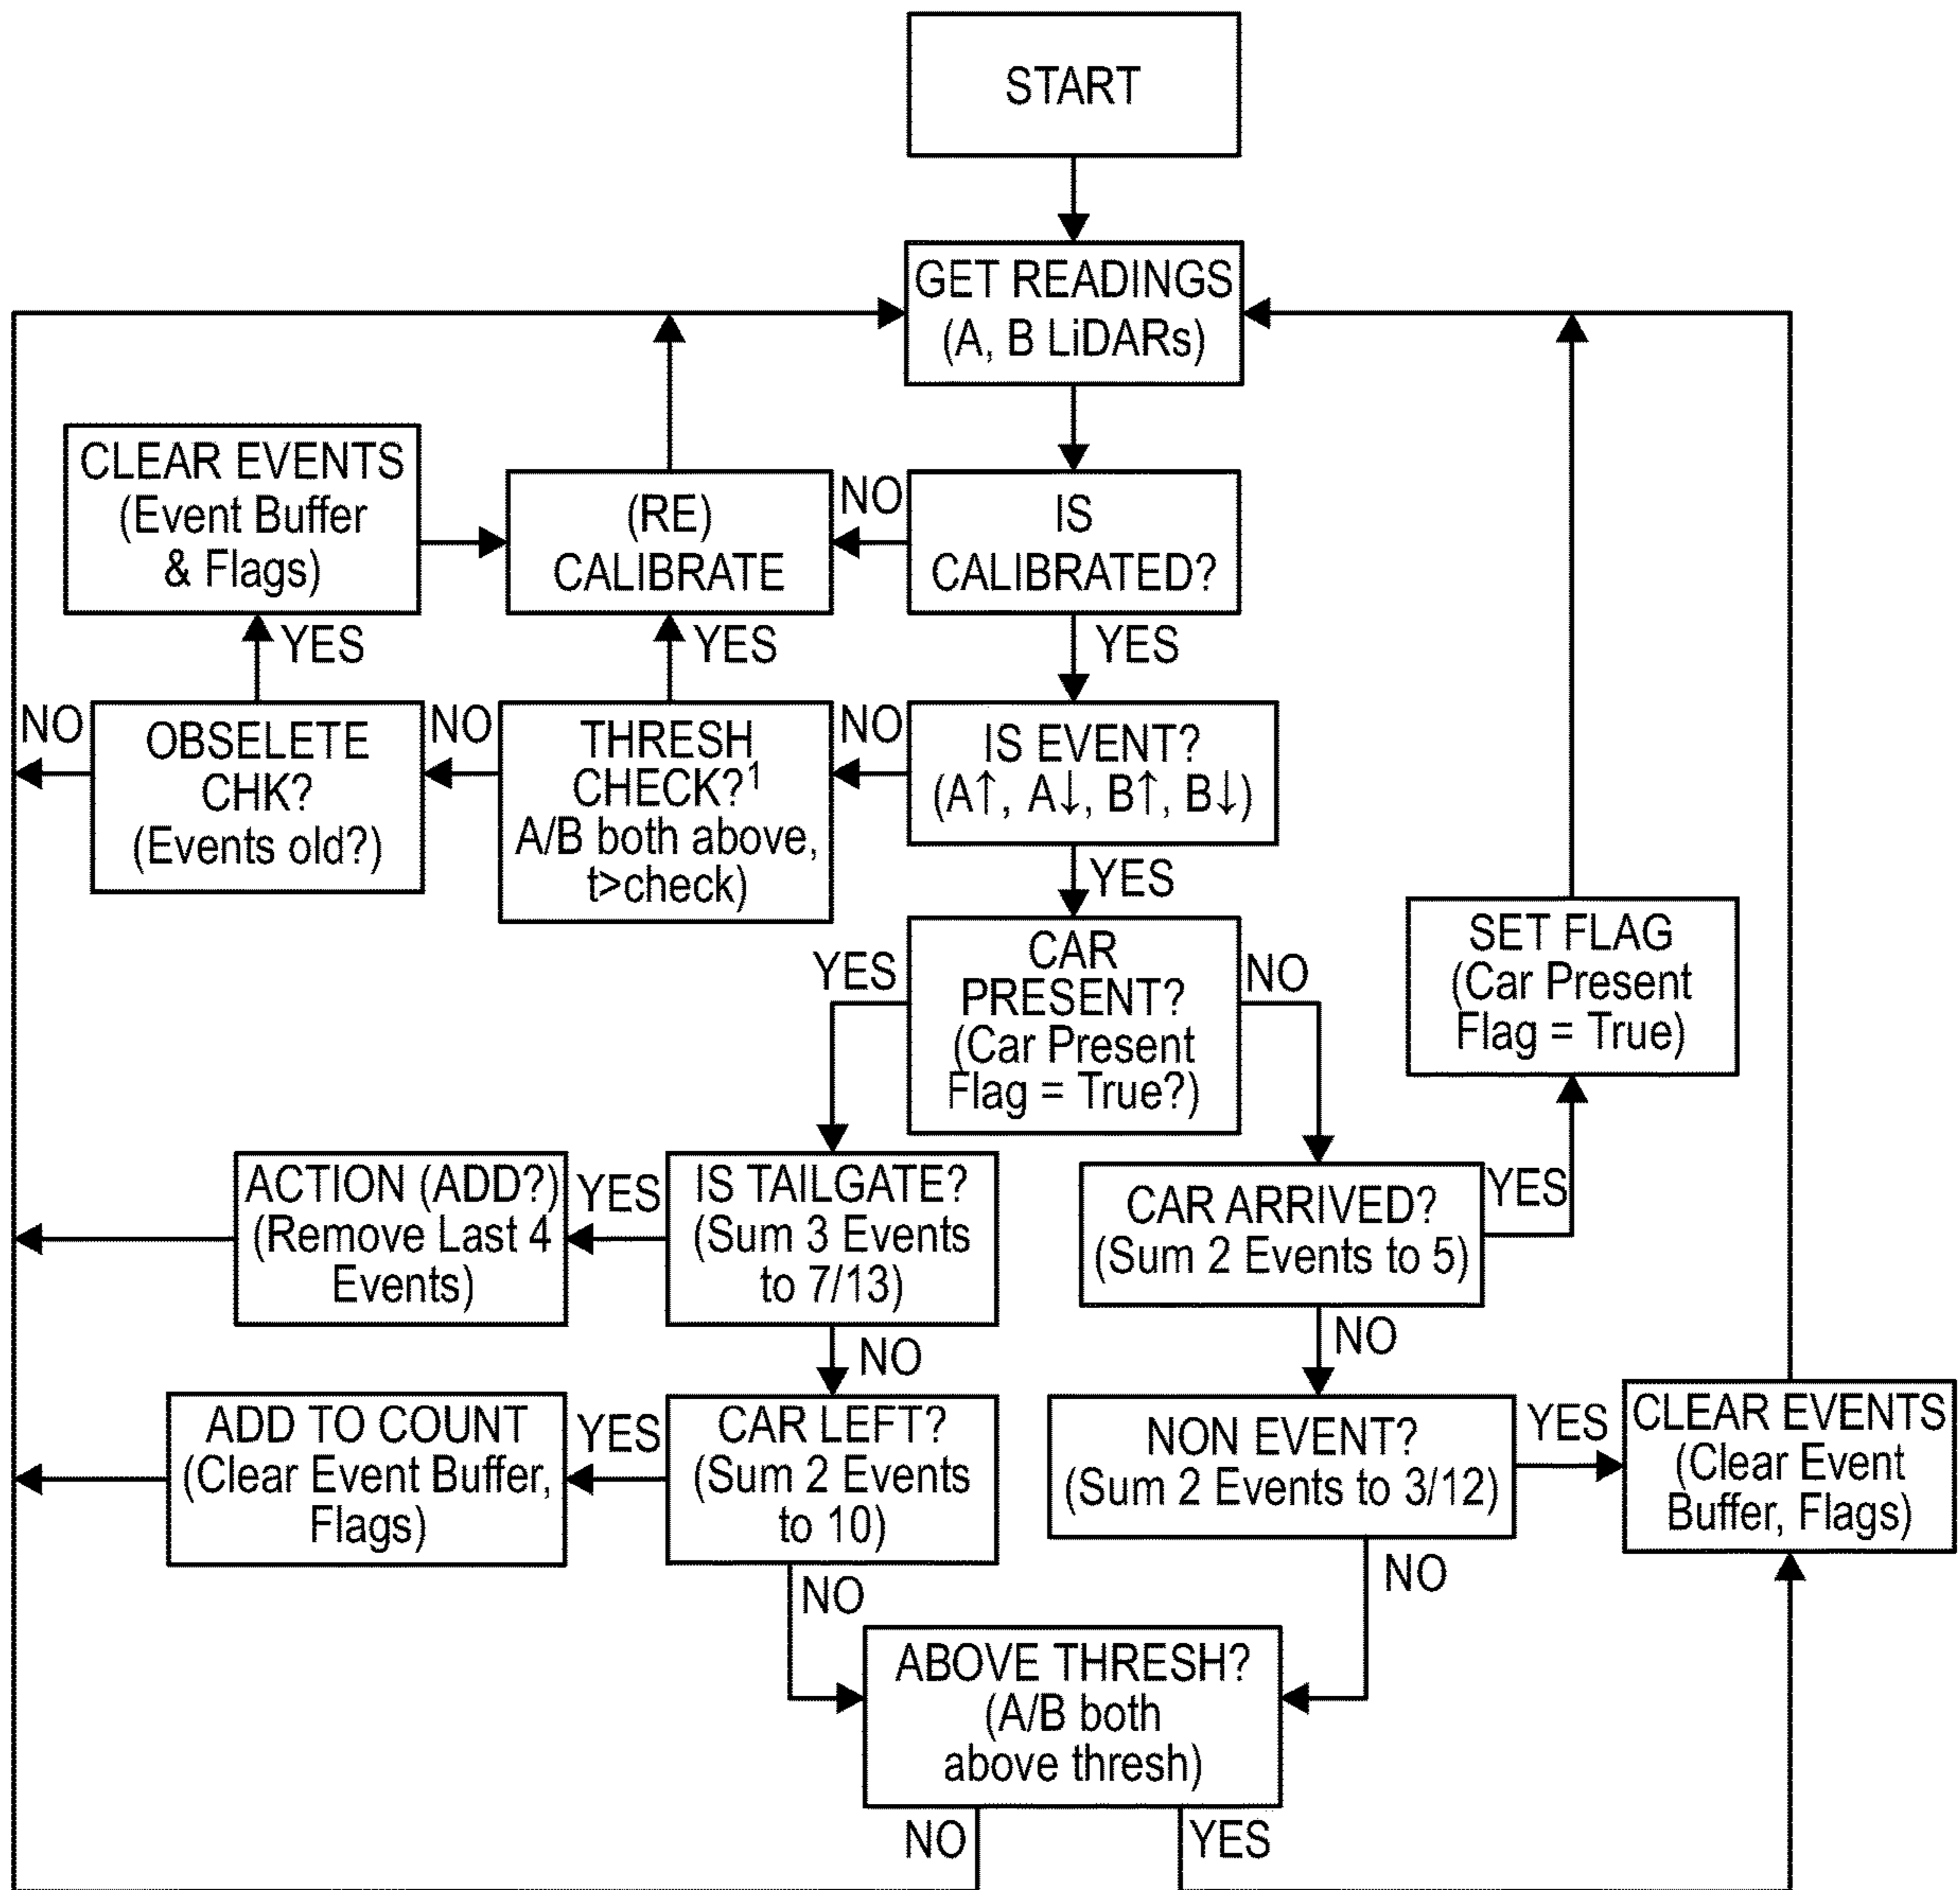 START
GET READINGS
(A, B LiDARs)
CLEAR EVENTS
(Event Buffer
& Flags)
(RE)
CALIBRATE
NO
IS
CALIBRATED?
YES
YES
YES
NO
OBSELETE
CHK?
(Events old?)
NO
THRESH
CHECK?¹
A/B both above,
t>check)
NO
IS EVENT?
(A↑, A↓, B↑, B↓)
YES
YES
CAR
PRESENT?
(Car Present
Flag = True?)
NO
SET FLAG
(Car Present
Flag = True)
ACTION (ADD?)
(Remove Last 4
Events)
YES
IS TAILGATE?
(Sum 3 Events
to 7/13)
CAR ARRIVED?
(Sum 2 Events to 5)
YES
NO
NO
ADD TO COUNT
(Clear Event Buffer,
Flags)
YES
CAR LEFT?
(Sum 2 Events
to 10)
NON EVENT?
(Sum 2 Events to 3/12)
YES
CLEAR EVENTS
(Clear Event
Buffer, Flags)
NO
NO
ABOVE THRESH?
(A/B both
above thresh)
NO
YES